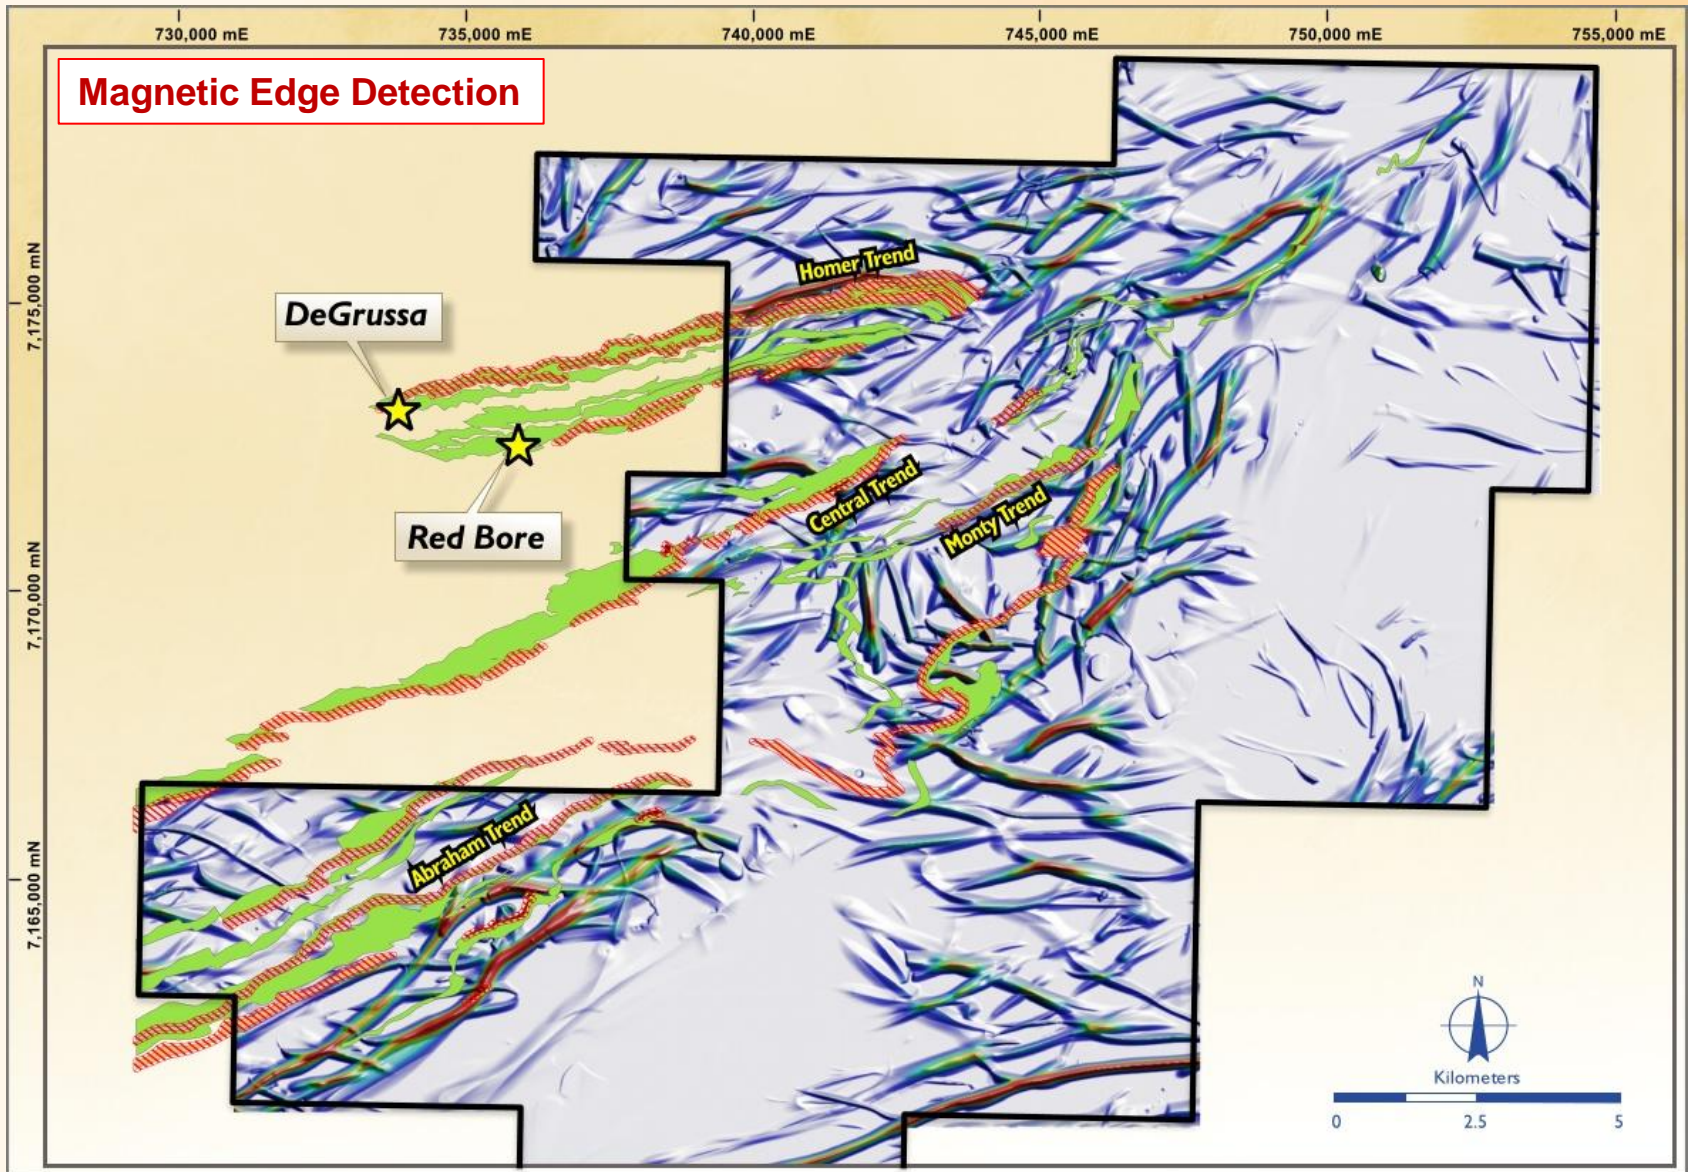 730,000 mE
735,000 mE
740,000 mE
745,000 mE
750,000 mE
755,000 mE
Magnetic Edge Detection
7,175,000 mN
Homer Trend
DeGrussa
Red Bore
Central Trend
Monty Trend
7,170,000 mN
Abraham Trend
7,165,000 mN
N
Kilometers
0
2.5
5